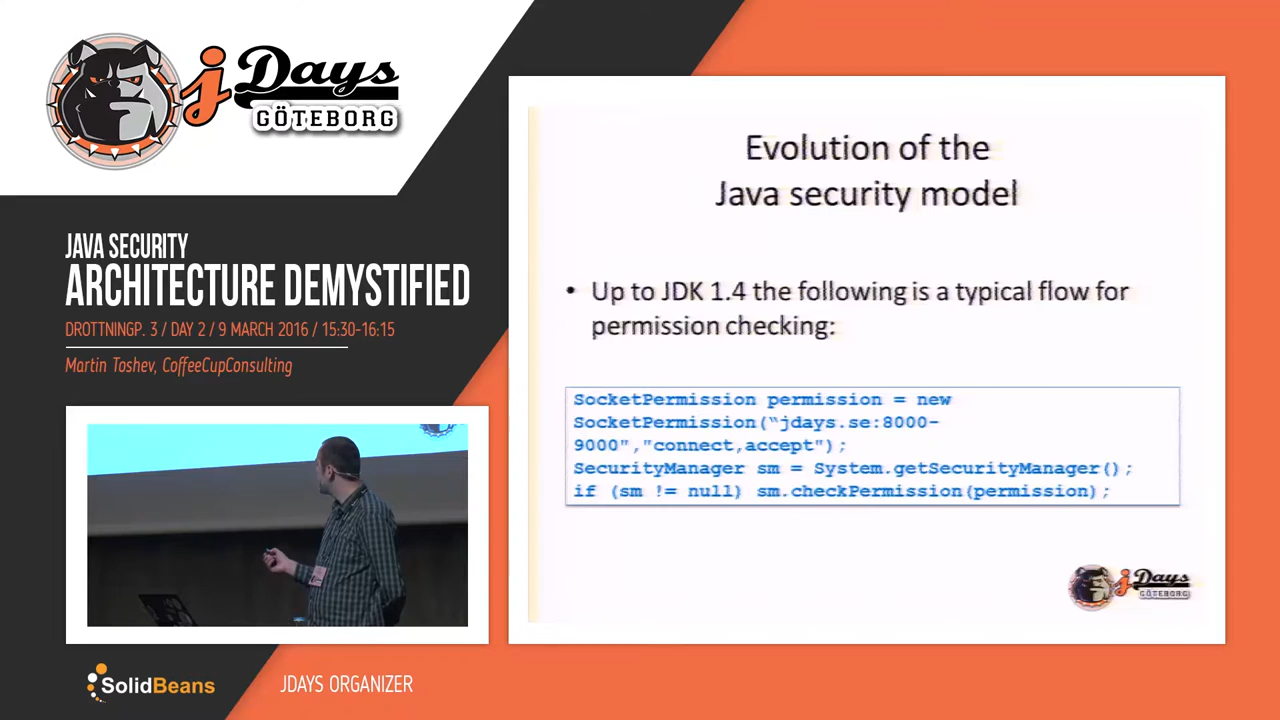 jDays
GÖTEBORG
JAVA SECURITY
ARCHITECTURE DEMYSTIFIED
DROTTNINGP. 3 / DAY 2 / 9 MARCH 2016 / 15:30-16:15
Martin Toshev, CoffeeCupConsulting
SolidBeans
JDAYS ORGANIZER
Evolution of the
Java security model
• Up to JDK 1.4 the following is a typical flow for
permission checking:
SocketPermission permission = new
SocketPermission(“jdays.se:8000-
9000","connect,accept");
SecurityManager sm = System.getSecurityManager();
if (sm != null) sm.checkPermission(permission);
jDays
GÖTEBORG